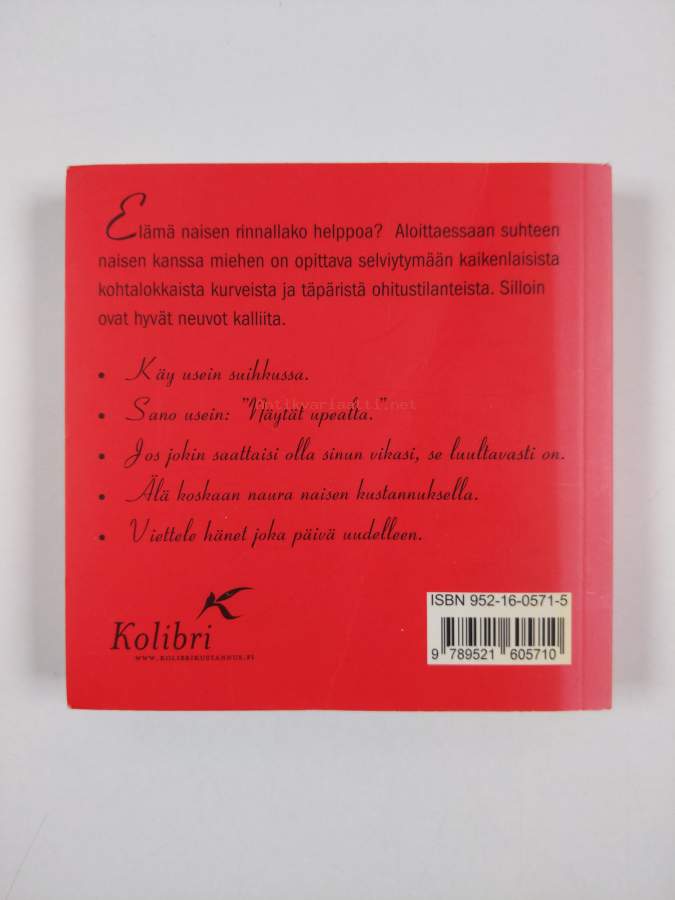 Elämä naisen rinnallako helppoa? Aloittaessaan suhteen
naisen kanssa miehen on opittava selviytymään kaikenlaisista
kohtalokkaista kurveista ja täpäristä ohitustilanteista. Silloin
ovat hyvät neuvot kalliita.
• Käy usein suihkussa.
antikvariaatti.net
• Sano usein: "Näytät upealta."
• Jos jokin saattaisi olla sinun vikasi, se luultavasti on.
• Älä koskaan naura naisen kustannuksella.
• Viettele hänet joka päivä uudelleen.
Kolibri
WWW.KOLIBRIKUSTANNUS.FI
ISBN 952-16-0571-5
9 789521 605710